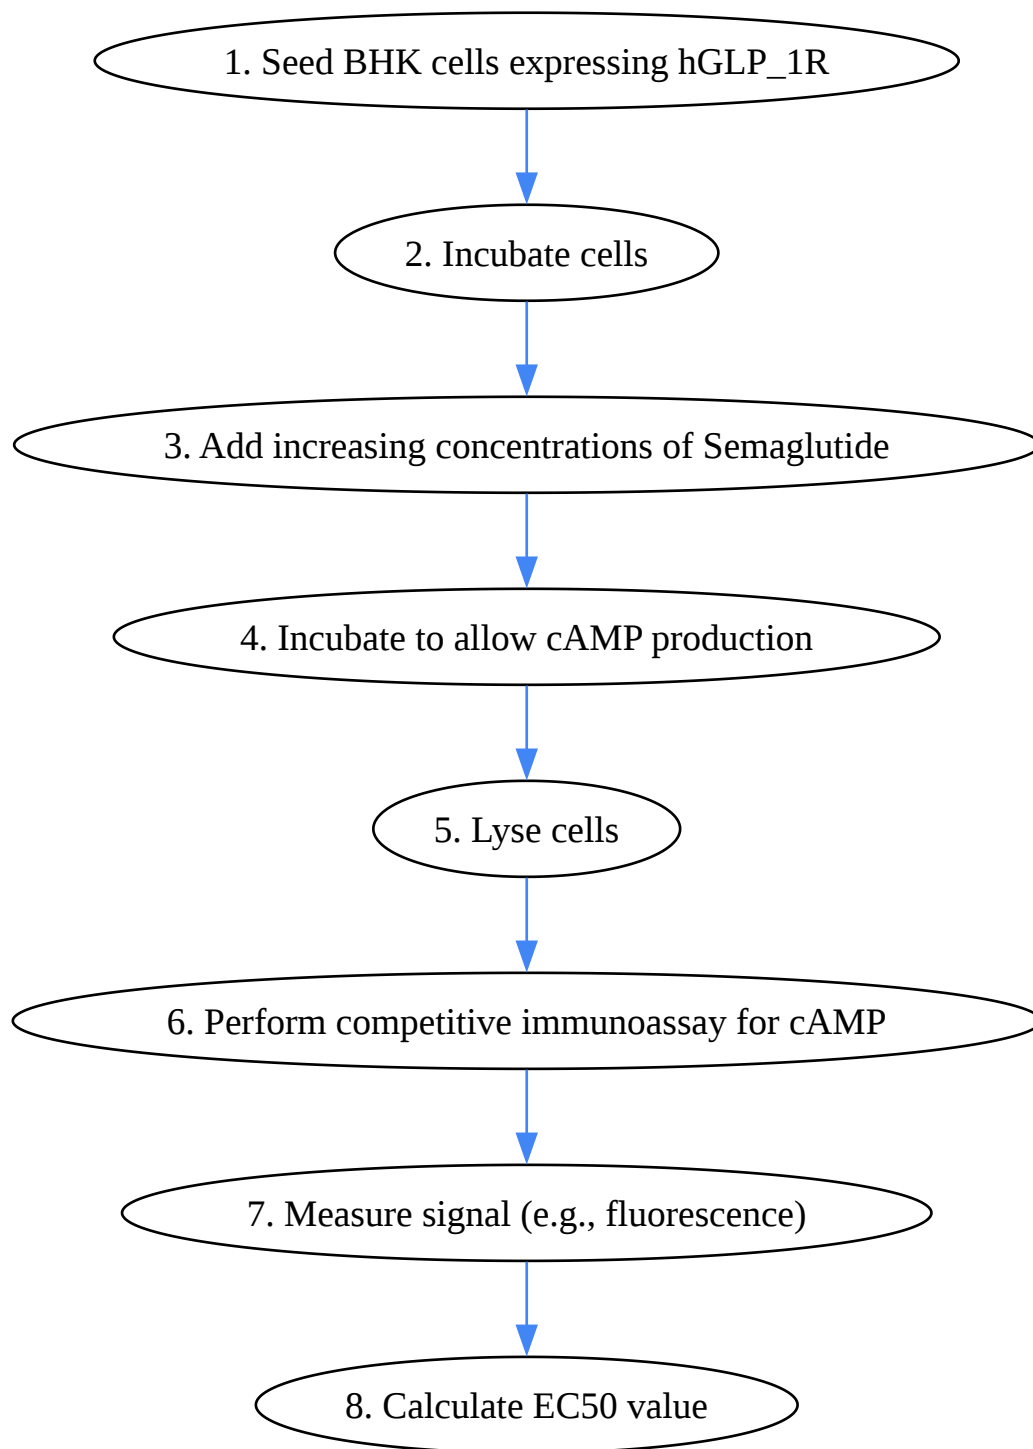 1. Seed BHK cells expressing hGLP_1R
2. Incubate cells
3. Add increasing concentrations of Semaglutide
4. Incubate to allow cAMP production
5. Lyse cells
6. Perform competitive immunoassay for cAMP
7. Measure signal (e.g., fluorescence)
8. Calculate EC50 value